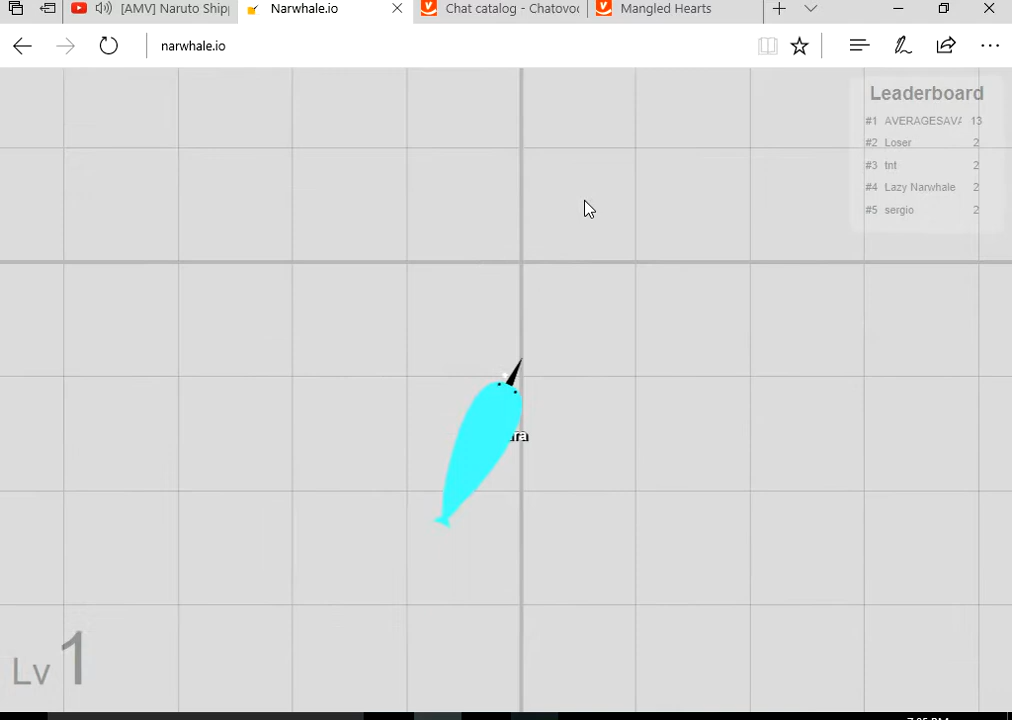 [AMV] Naruto Ship
Narwhale.io
Chat catalog - Chatovo
Mangled Hearts
narwhale.io
Leaderboard
#1 AVERAGESAVA 13
#2 Loser 2
#3 tnt 2
#4 Lazy Narwhale 2
#5 sergio 2
Lv 1